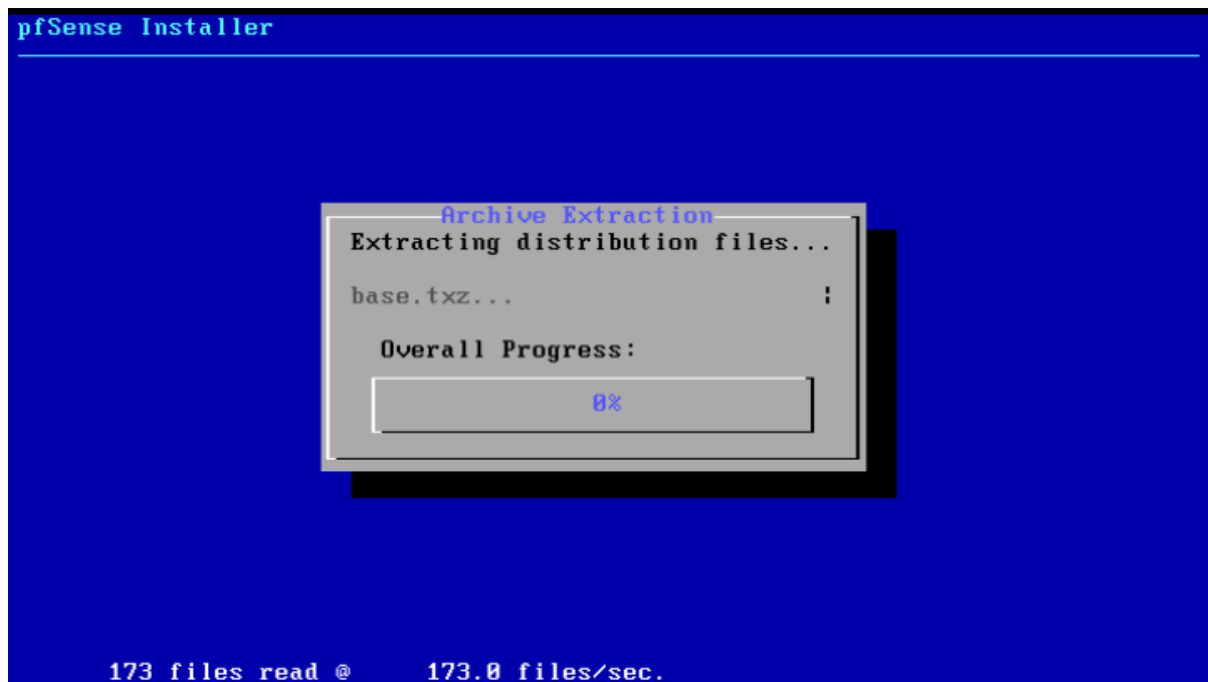 pfSense Installer
Archive Extraction
Extracting distribution files...
base.txz...
Overall Progress:
0%
173 files read @ 173.0 files/sec.